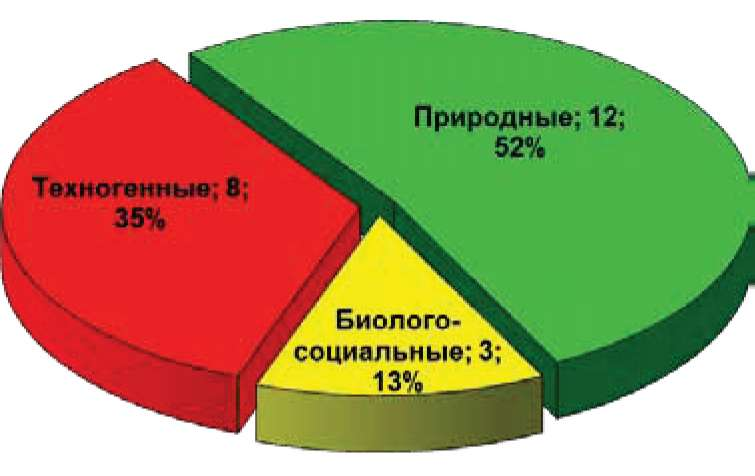 Природные; 12;
52%
Техногенные; 8;
35%
Биолого-
социальные; 3;
13%